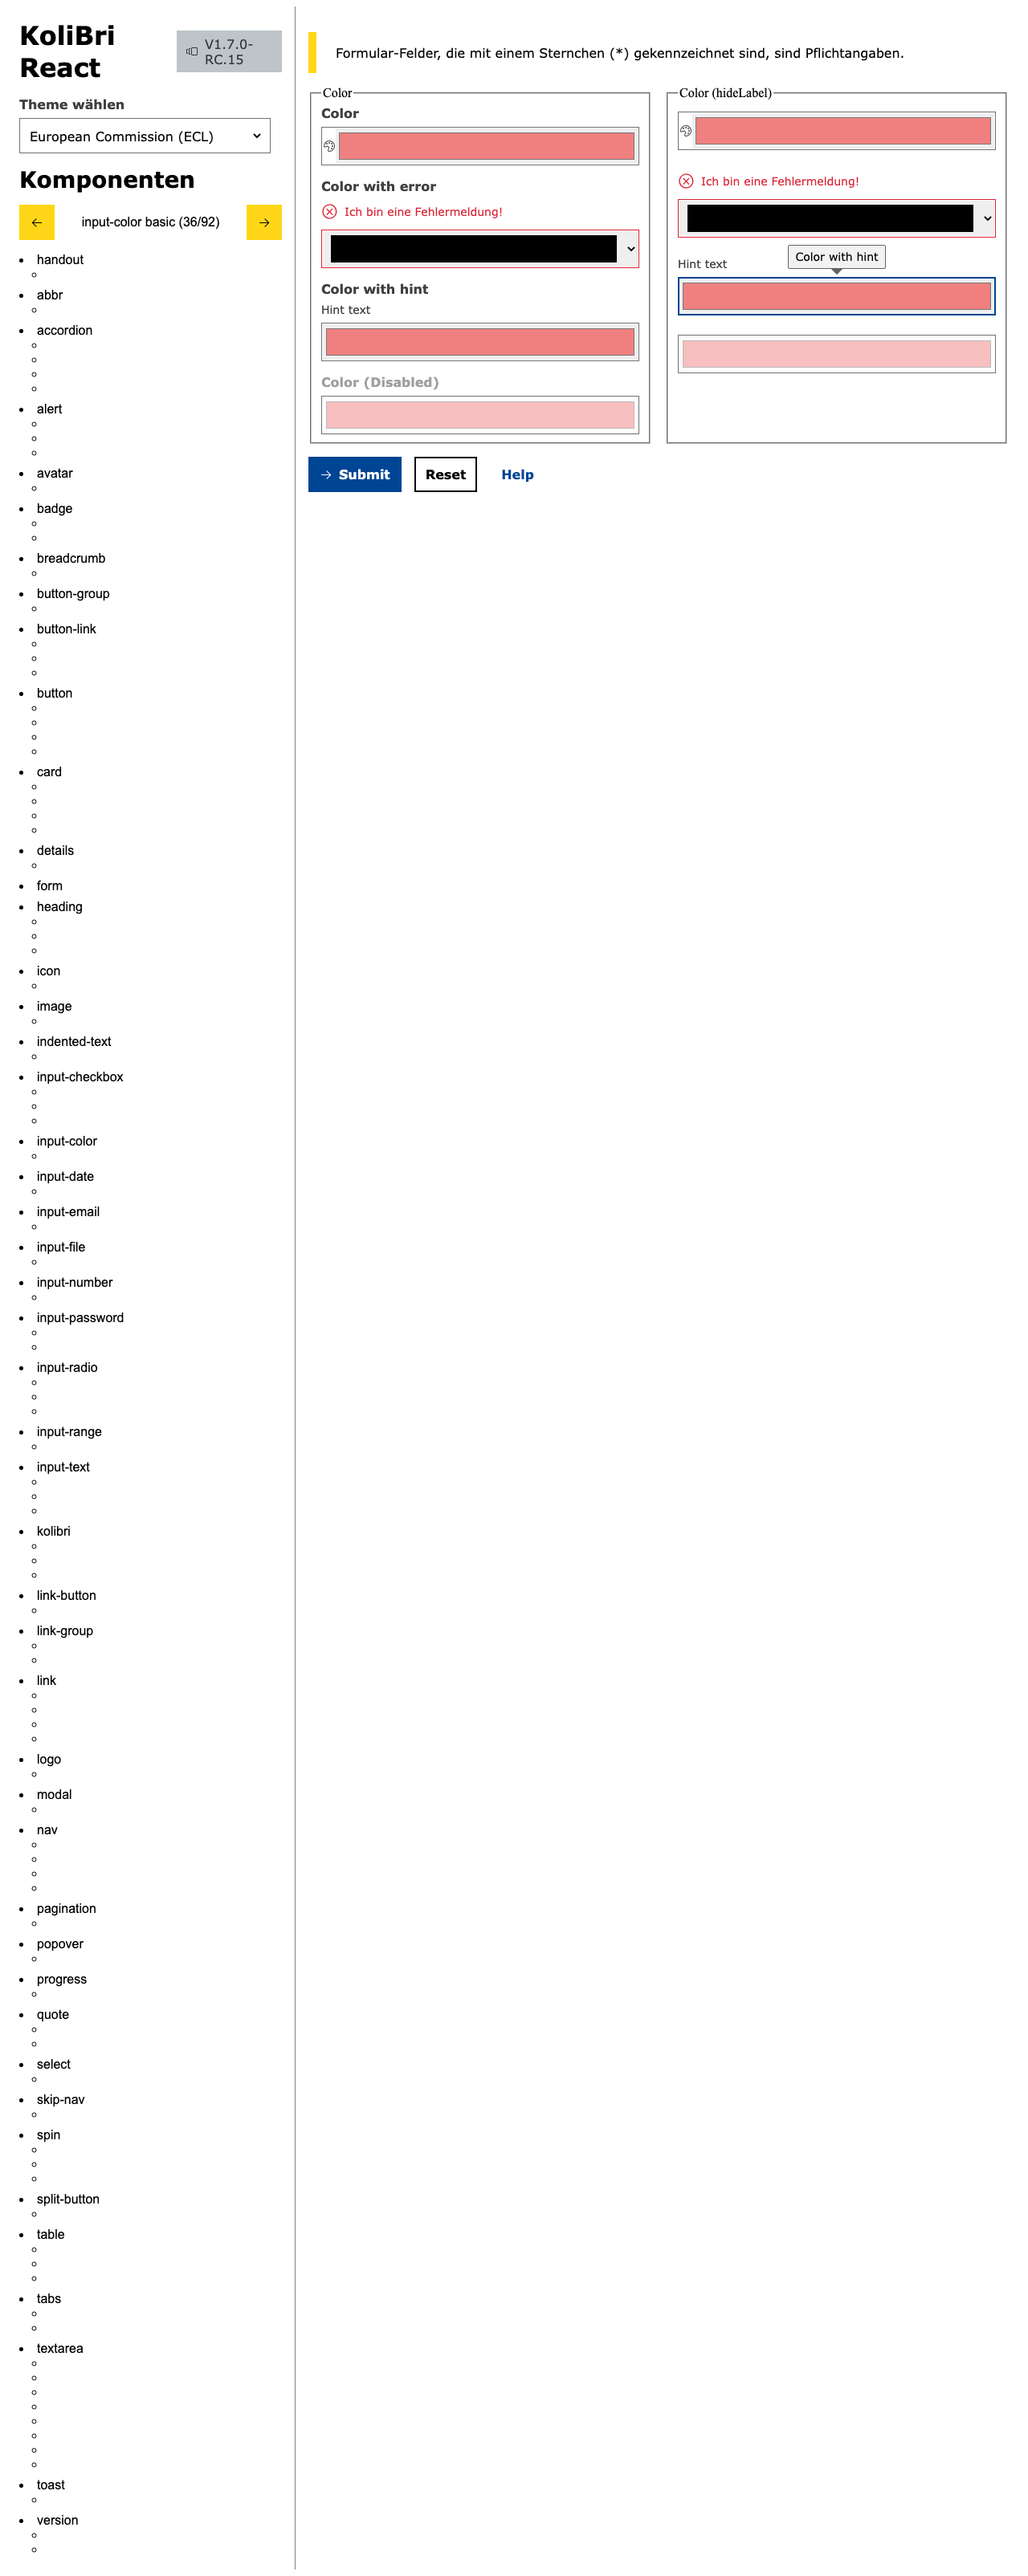 KoliBri
React
V1.7.0-
RC.15
Theme wählen
European Commission (ECL)
Komponenten
← input-color basic (36/92) →
handout
abbr
accordion
alert
avatar
badge
breadcrumb
button-group
button-link
button
card
details
form
heading
icon
image
indented-text
input-checkbox
input-color
input-date
input-email
input-file
input-number
input-password
input-radio
input-range
input-text
kolibri
link-button
link-group
link
logo
modal
nav
pagination
popover
progress
quote
select
skip-nav
spin
split-button
table
tabs
textarea
toast
version
Formular-Felder, die mit einem Sternchen (*) gekennzeichnet sind, sind Pflichtangaben.
Color
Color
Color with error
Ich bin eine Fehlermeldung!
Color with hint
Hint text
Color (Disabled)
Color (hideLabel)
Ich bin eine Fehlermeldung!
Color with hint
Hint text
→ Submit
Reset
Help